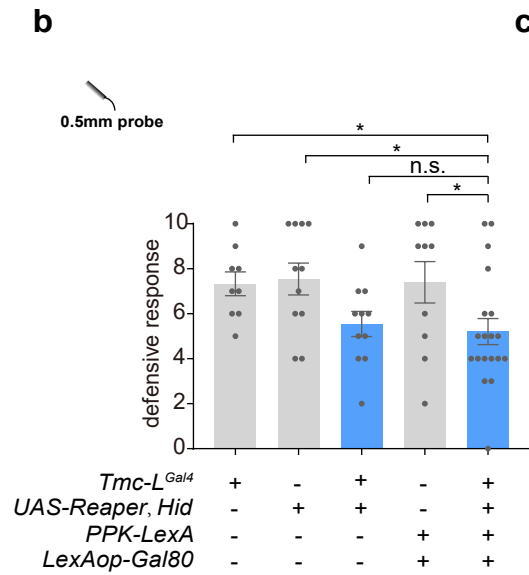 b
c
0.5mm probe
*
*
n.s.
*
defensive response
10
8
6
4
2
0
Tmc-L^Gal4 + - + - +
UAS-Reaper, Hid - + + - +
PPK-LexA - - - + +
LexAop-Gal80 - - - + +